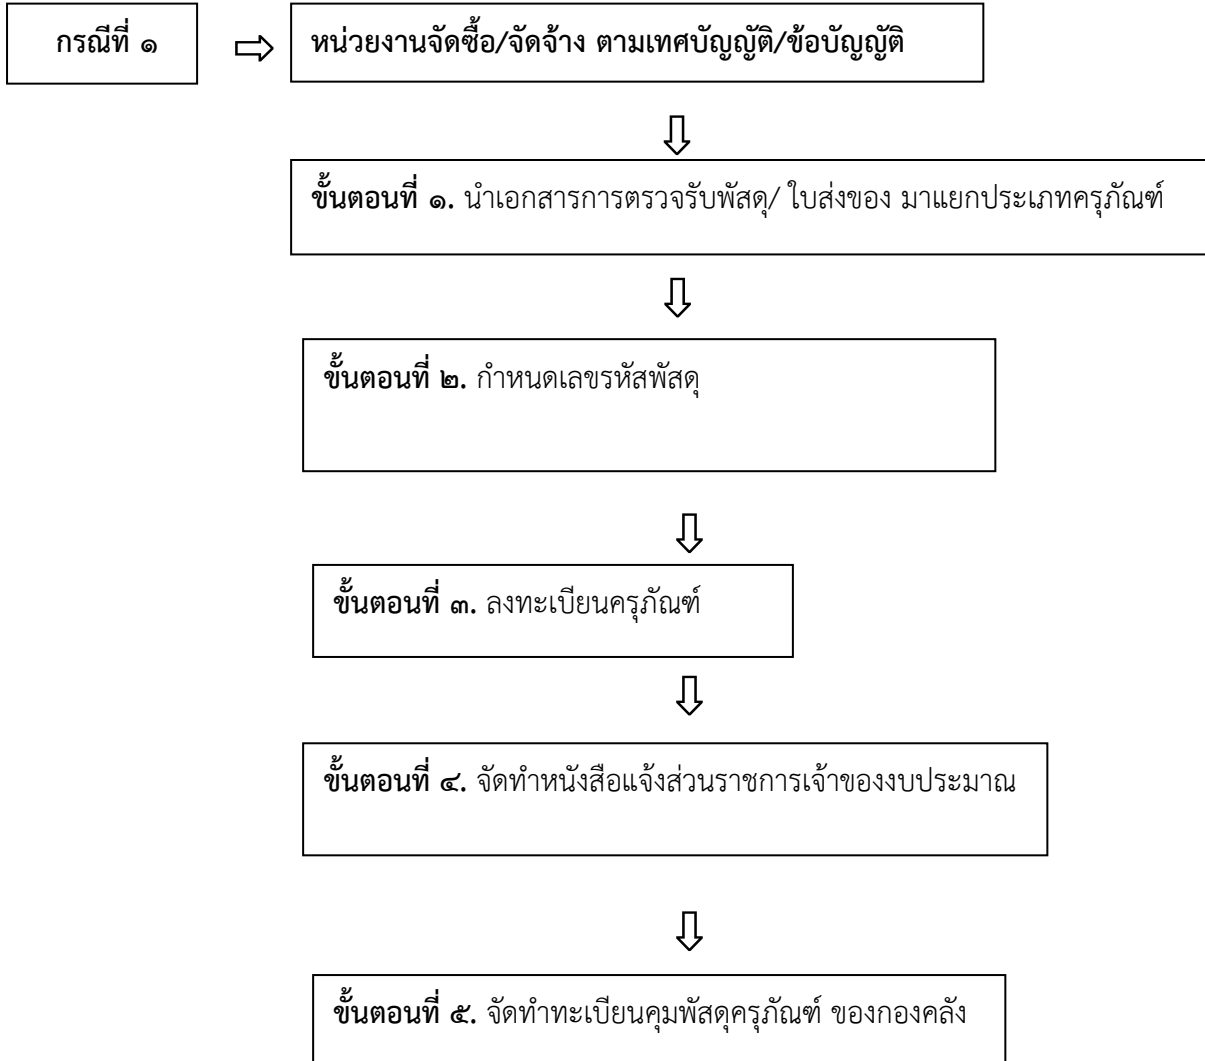 กรณีที่ ๑
หน่วยงานจัดซื้อ/จัดจ้าง ตามเทศบัญญัติ/ข้อบัญญัติ
ขั้นตอนที่ ๑. นำเอกสารการตรวจรับพัสดุ/ ใบส่งของ มาแยกประเภทครุภัณฑ์
ขั้นตอนที่ ๒. กำหนดเลขรหัสพัสดุ
ขั้นตอนที่ ๓. ลงทะเบียนครุภัณฑ์
ขั้นตอนที่ ๔. จัดทำหนังสือแจ้งส่วนราชการเจ้าของงบประมาณ
ขั้นตอนที่ ๕. จัดทำทะเบียนคุมพัสดุครุภัณฑ์ ของกองคลัง